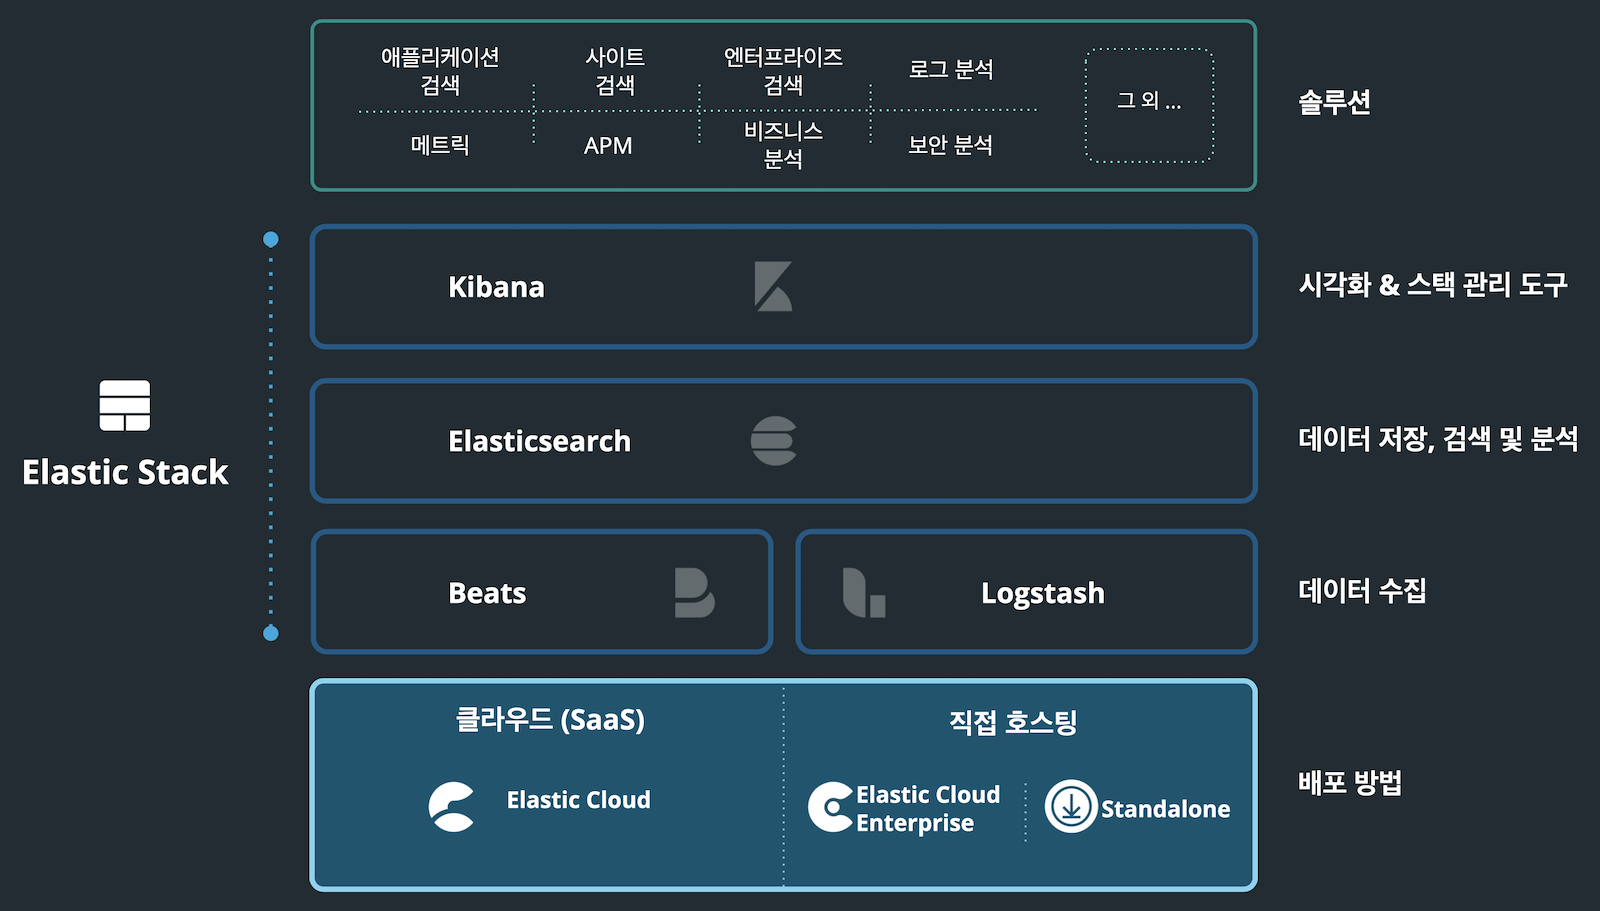 애플리케이션
검색
사이트
검색
엔터프라이즈
검색
로그 분석
메트릭
APM
비즈니스
분석
보안 분석
그 외 ...
솔루션
Kibana
시각화 & 스택 관리 도구
Elastic Stack
Elasticsearch
데이터 저장, 검색 및 분석
Beats
Logstash
데이터 수집
클라우드 (SaaS)
Elastic Cloud
직접 호스팅
Elastic Cloud
Enterprise
Standalone
배포 방법